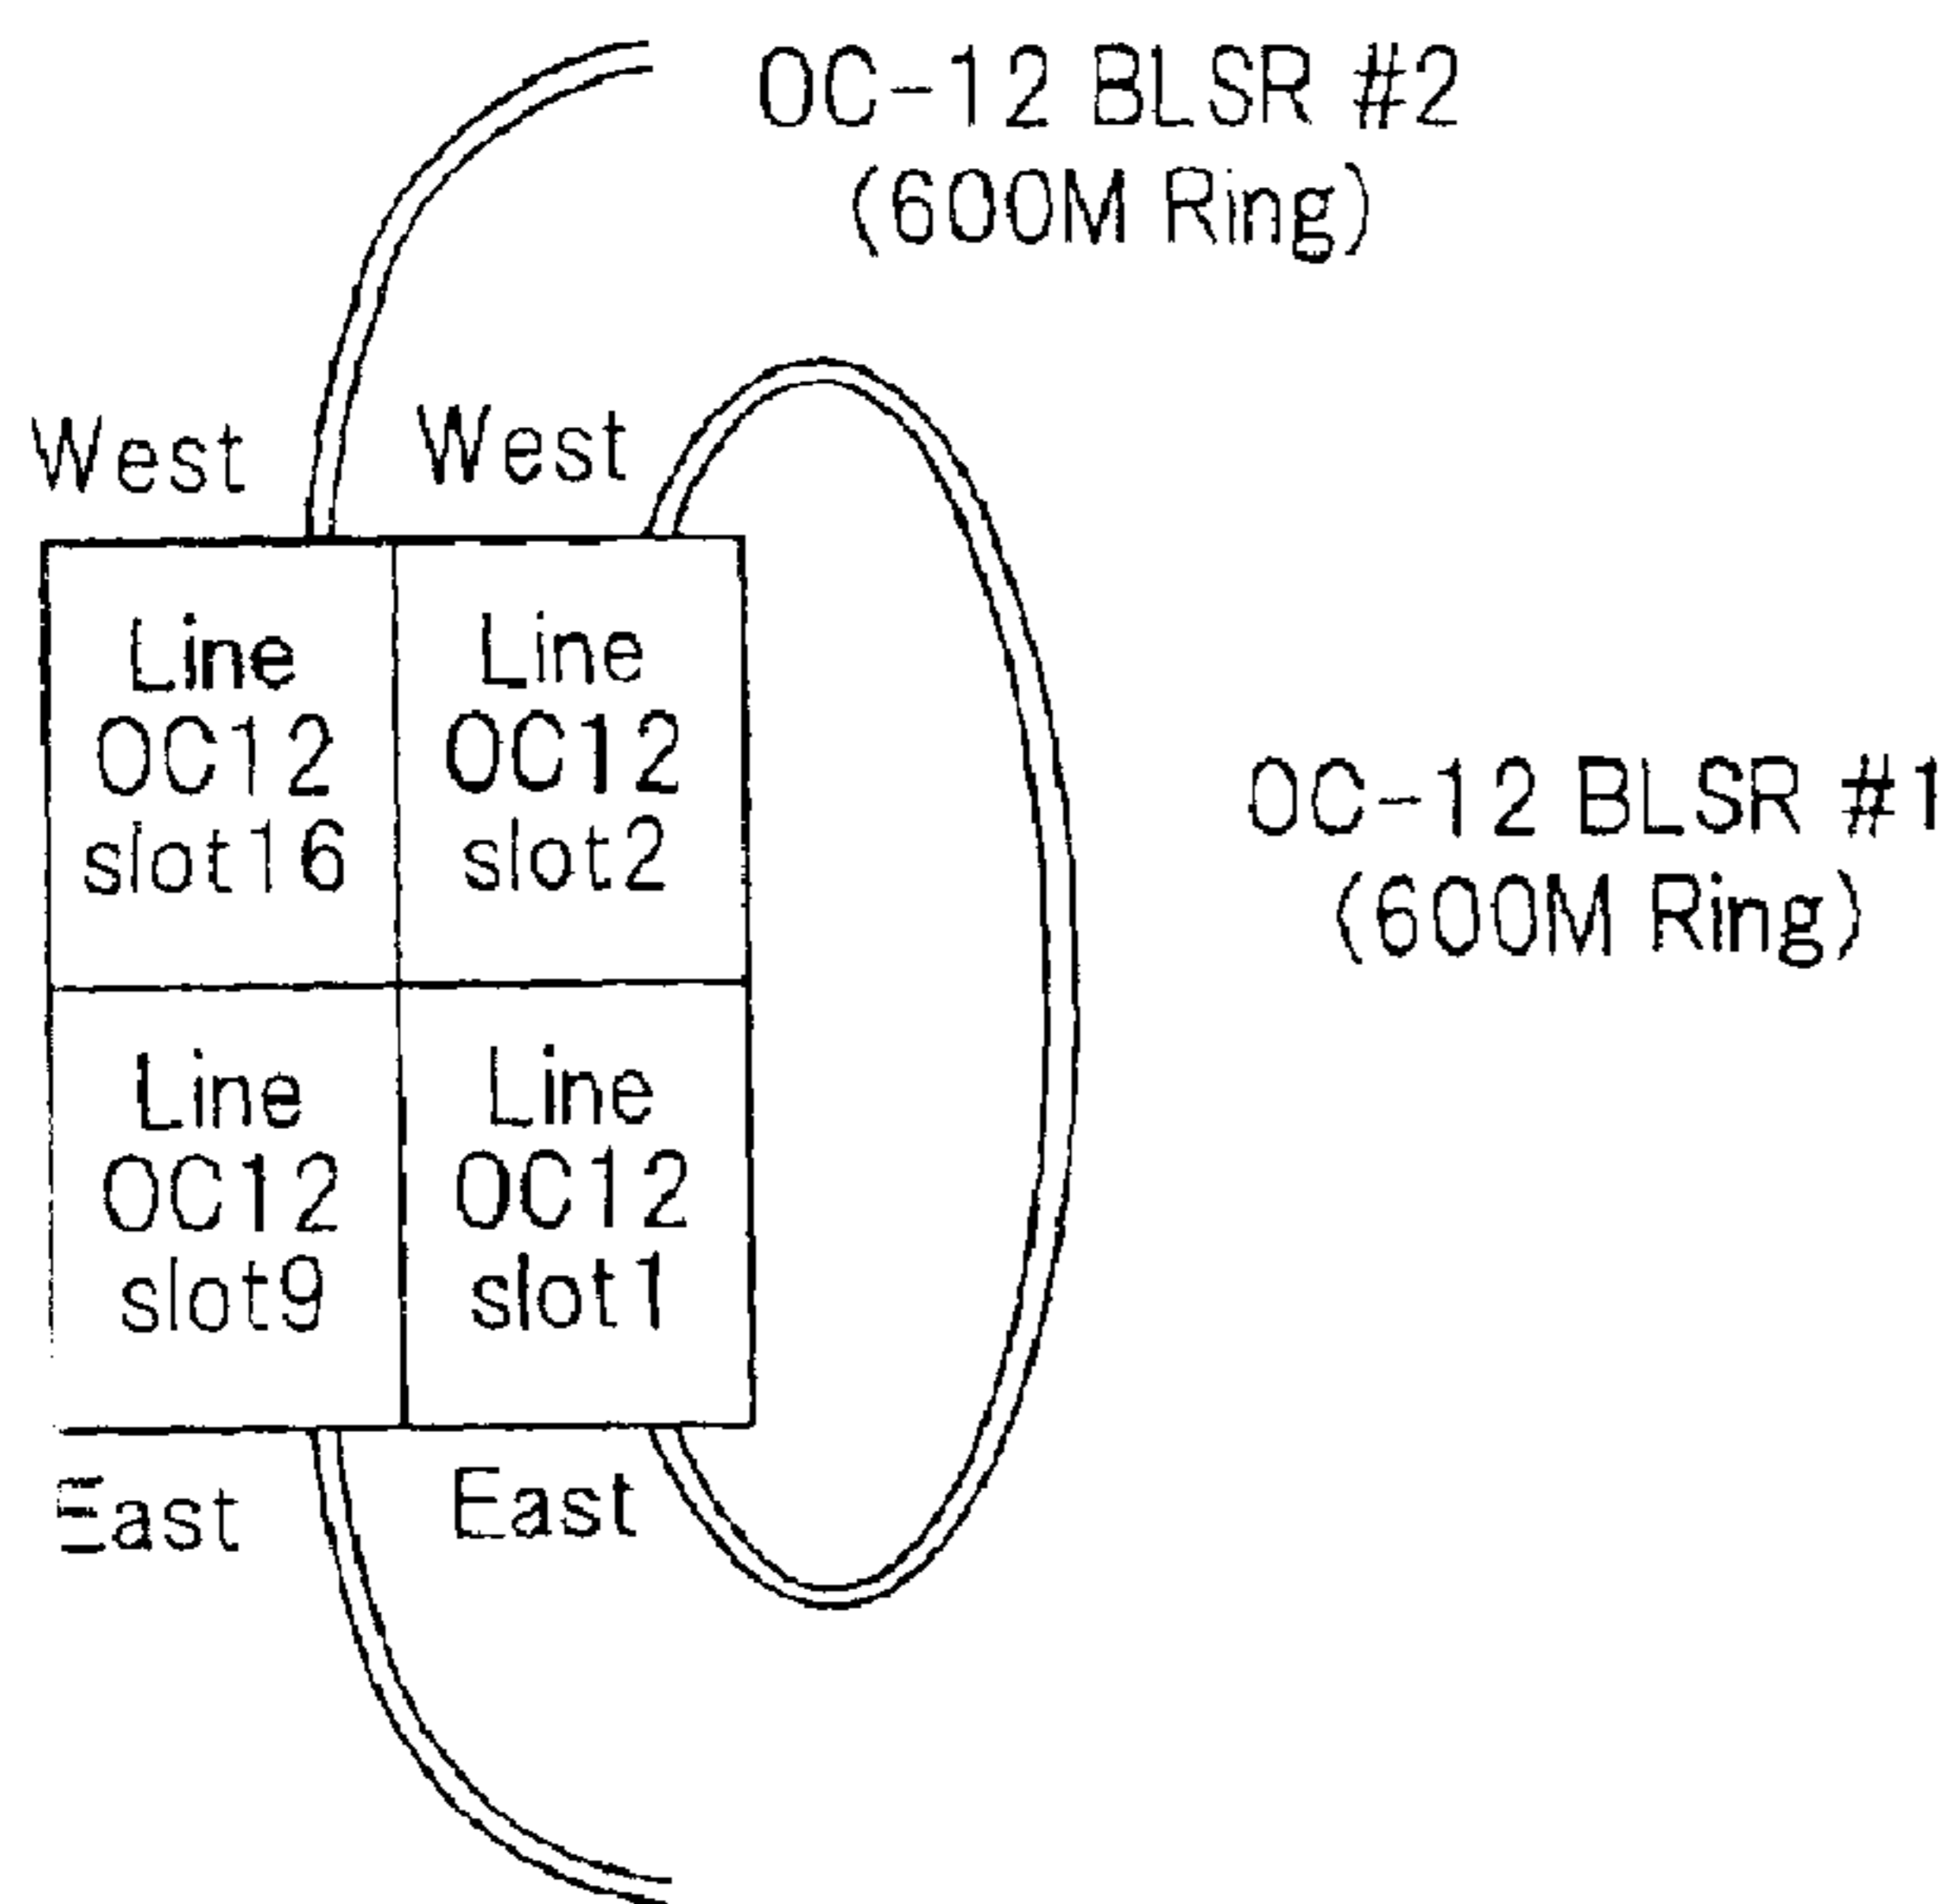 OC-12 BLSR #2
(600M Ring)
West
West
Line
OC12
slot16
Line
OC12
slot2
OC-12 BLSR #1
(600M Ring)
Line
OC12
slot9
Line
OC12
slot1
East
East